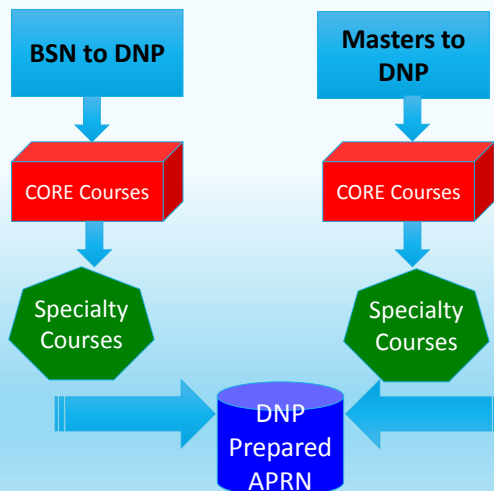 BSN to DNP
Masters to
DNP
CORE Courses
CORE Courses
Specialty
Courses
Specialty
Courses
DNP
Prepared
APRN